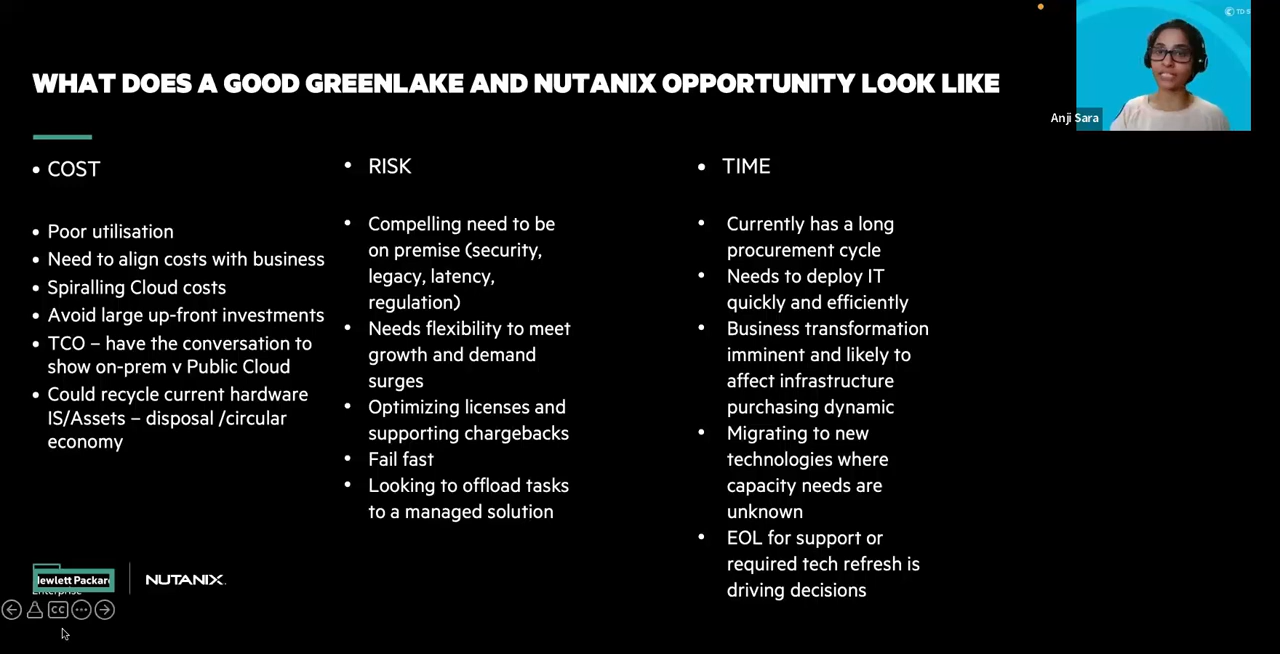 TD S
WHAT DOES A GOOD GREENLAKE AND NUTANIX OPPORTUNITY LOOK LIKE
Anji Sara
• COST
• Poor utilisation
• Need to align costs with business
• Spiralling Cloud costs
• Avoid large up-front investments
• TCO – have the conversation to
show on-prem v Public Cloud
• Could recycle current hardware
IS/Assets – disposal /circular
economy
• RISK
• Compelling need to be
on premise (security,
legacy, latency,
regulation)
• Needs flexibility to meet
growth and demand
surges
• Optimizing licenses and
supporting chargebacks
• Fail fast
• Looking to offload tasks
to a managed solution
• TIME
• Currently has a long
procurement cycle
• Needs to deploy IT
quickly and efficiently
• Business transformation
imminent and likely to
affect infrastructure
purchasing dynamic
• Migrating to new
technologies where
capacity needs are
unknown
• EOL for support or
required tech refresh is
driving decisions
Hewlett Packard
Enterprise
NUTANIX
CC